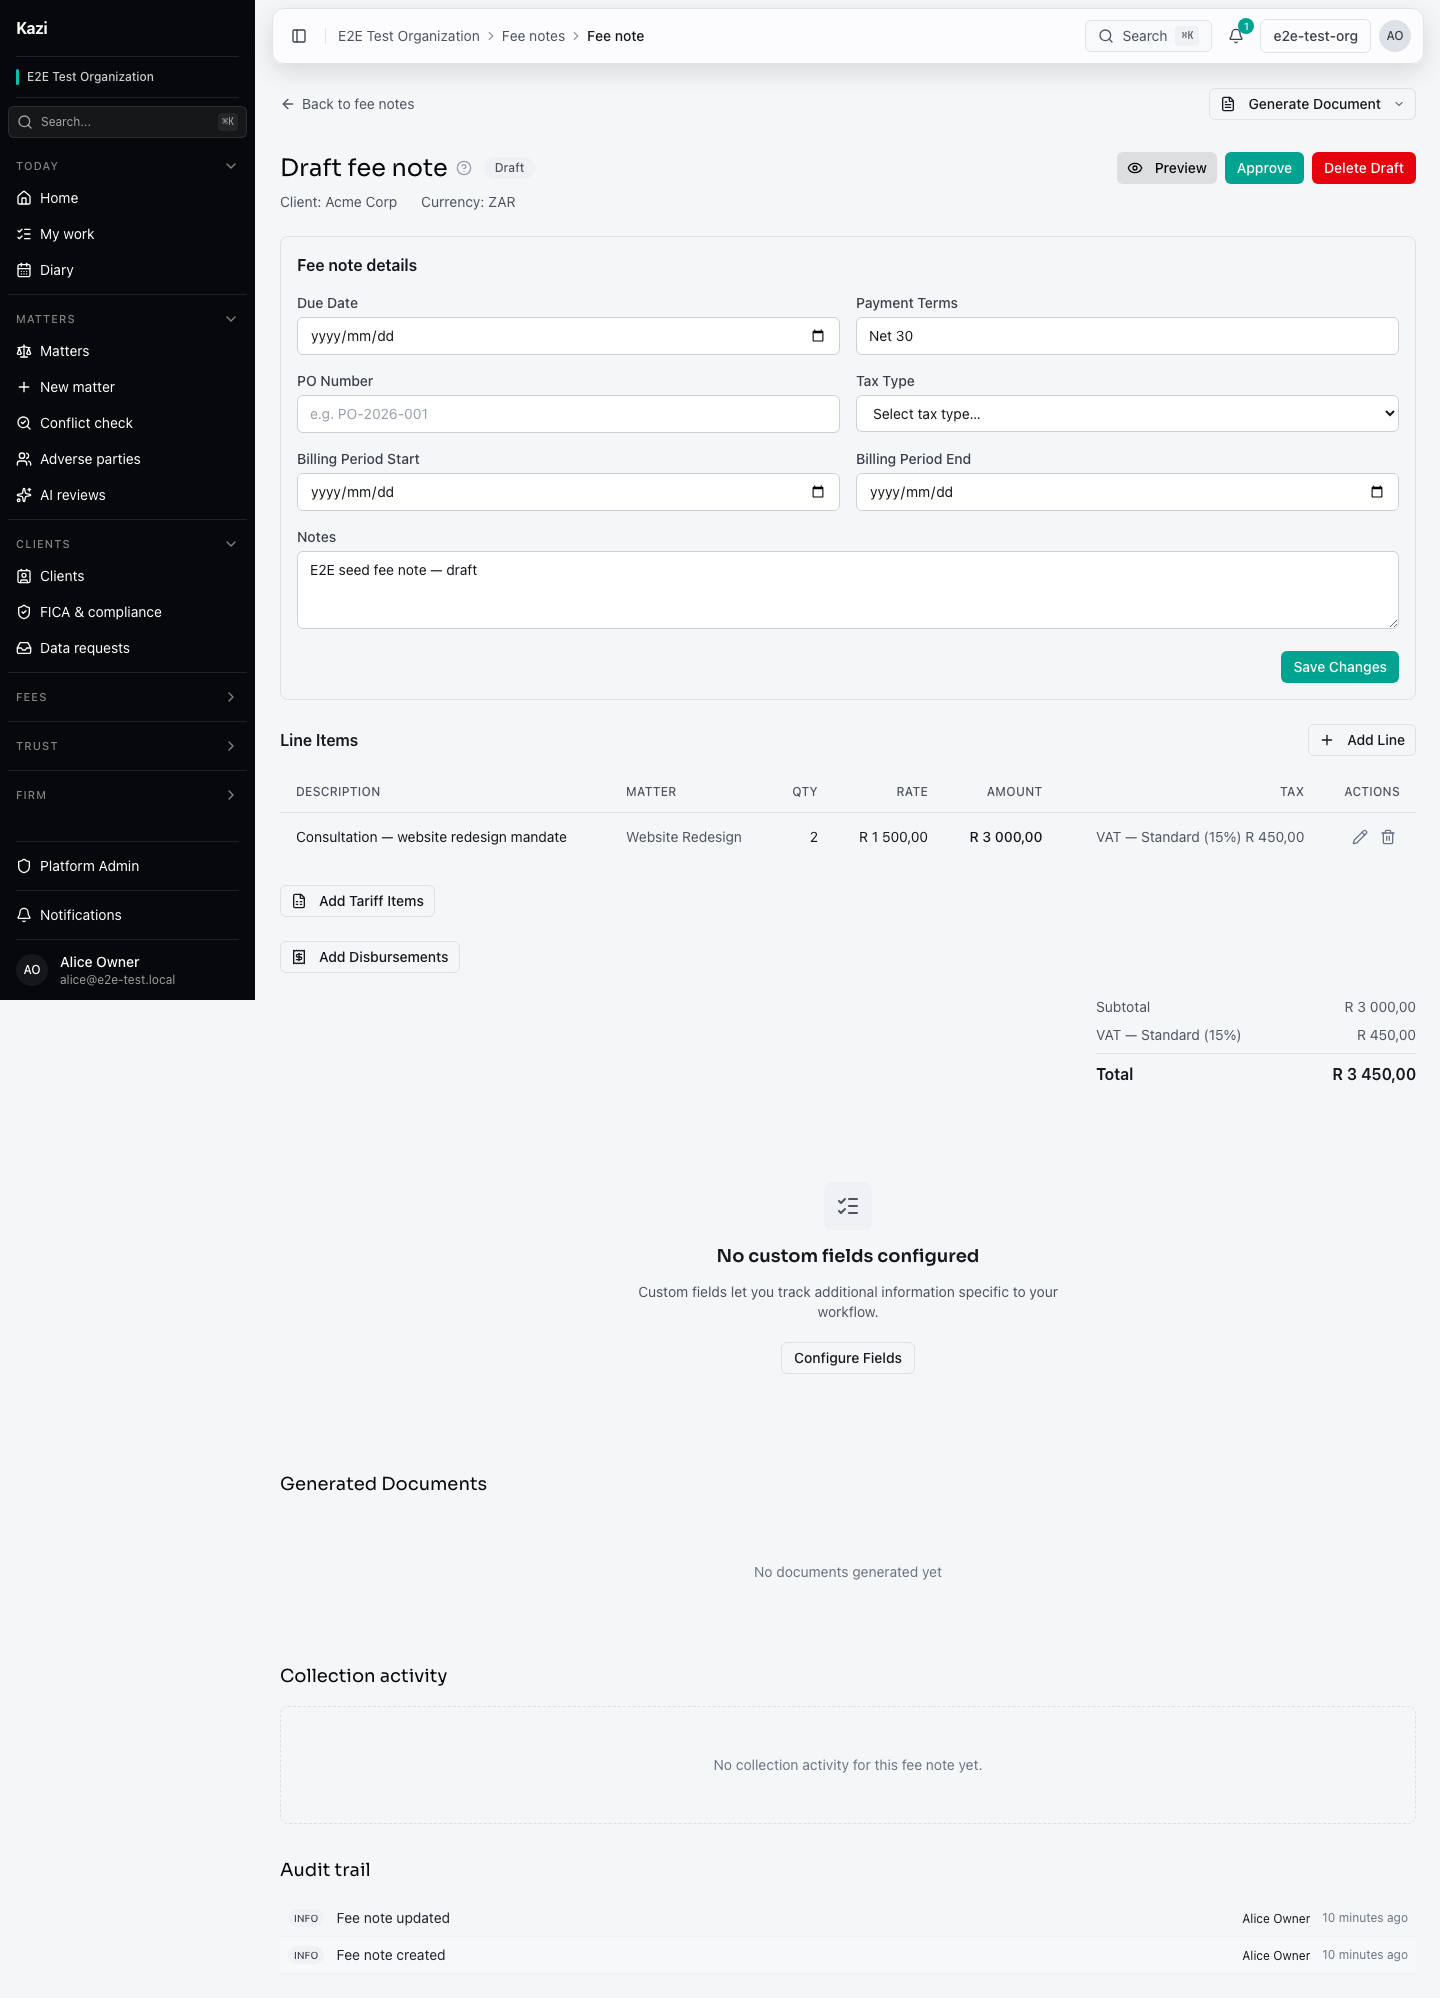 Kazi
E2E Test Organization
Search...
⌘K
TODAY
Home
My work
Diary
MATTERS
Matters
New matter
Conflict check
Adverse parties
AI reviews
CLIENTS
Clients
FICA & compliance
Data requests
FEES
TRUST
FIRM
Platform Admin
Notifications
AO
Alice Owner
alice@e2e-test.local
E2E Test Organization > Fee notes > Fee note
Search ⌘K
1
e2e-test-org
AO
Back to fee notes
Generate Document
Draft fee note
Draft
Preview
Approve
Delete Draft
Client: Acme Corp Currency: ZAR
Fee note details
Due Date
yyyy/mm/dd
Payment Terms
Net 30
PO Number
e.g. PO-2026-001
Tax Type
Select tax type...
Billing Period Start
yyyy/mm/dd
Billing Period End
yyyy/mm/dd
Notes
E2E seed fee note — draft
Save Changes
Line Items
Add Line
DESCRIPTION MATTER QTY RATE AMOUNT TAX ACTIONS
Consultation — website redesign mandate Website Redesign 2 R 1 500,00 R 3 000,00 VAT — Standard (15%) R 450,00
Add Tariff Items
Add Disbursements
Subtotal R 3 000,00
VAT — Standard (15%) R 450,00
Total R 3 450,00
No custom fields configured
Custom fields let you track additional information specific to your
workflow.
Configure Fields
Generated Documents
No documents generated yet
Collection activity
No collection activity for this fee note yet.
Audit trail
INFO Fee note updated Alice Owner 10 minutes ago
INFO Fee note created Alice Owner 10 minutes ago